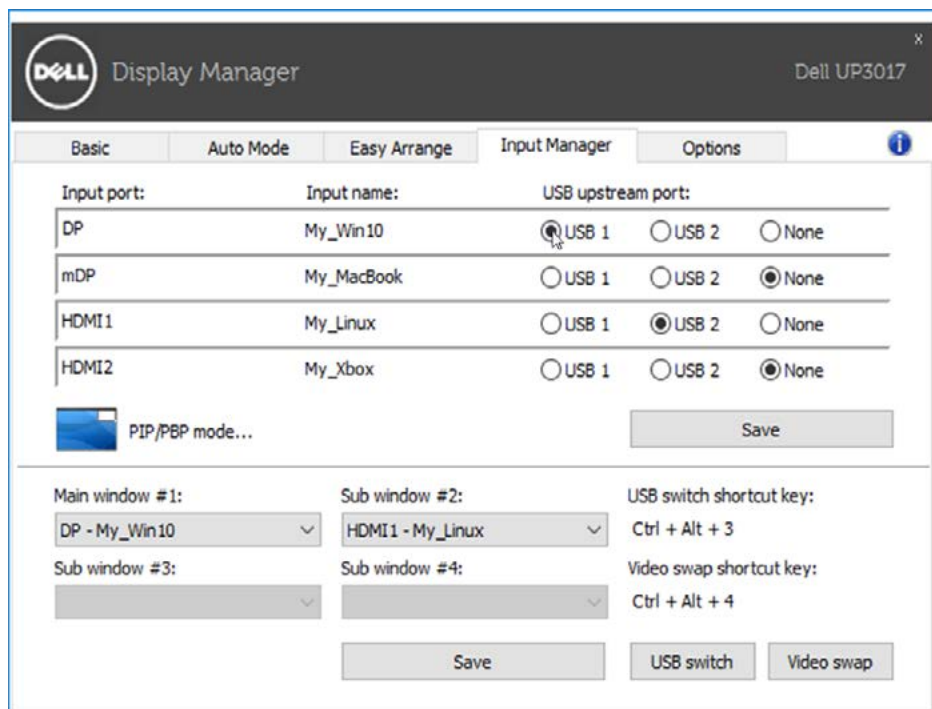 x
DELL Display Manager Dell UP3017
Basic Auto Mode Easy Arrange Input Manager Options i
Input port: Input name: USB upstream port:
DP My_Win10 USB 1 USB 2 None
mDP My_MacBook USB 1 USB 2 None
HDMI1 My_Linux USB 1 USB 2 None
HDMI2 My_Xbox USB 1 USB 2 None
PIP/PBP mode... Save
Main window #1: Sub window #2: USB switch shortcut key:
DP - My_Win10 HDMI1 - My_Linux Ctrl + Alt + 3
Sub window #3: Sub window #4: Video swap shortcut key:
Ctrl + Alt + 4
Save USB switch Video swap